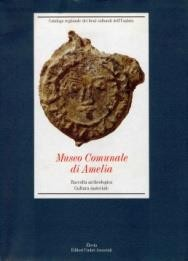 Catalogo regionale dei beni culturali dell'Umbria
Museo Comunale
di Amelia
Raccolta archeologica
Cultura materiale
Electa
Editori Umbri Associati